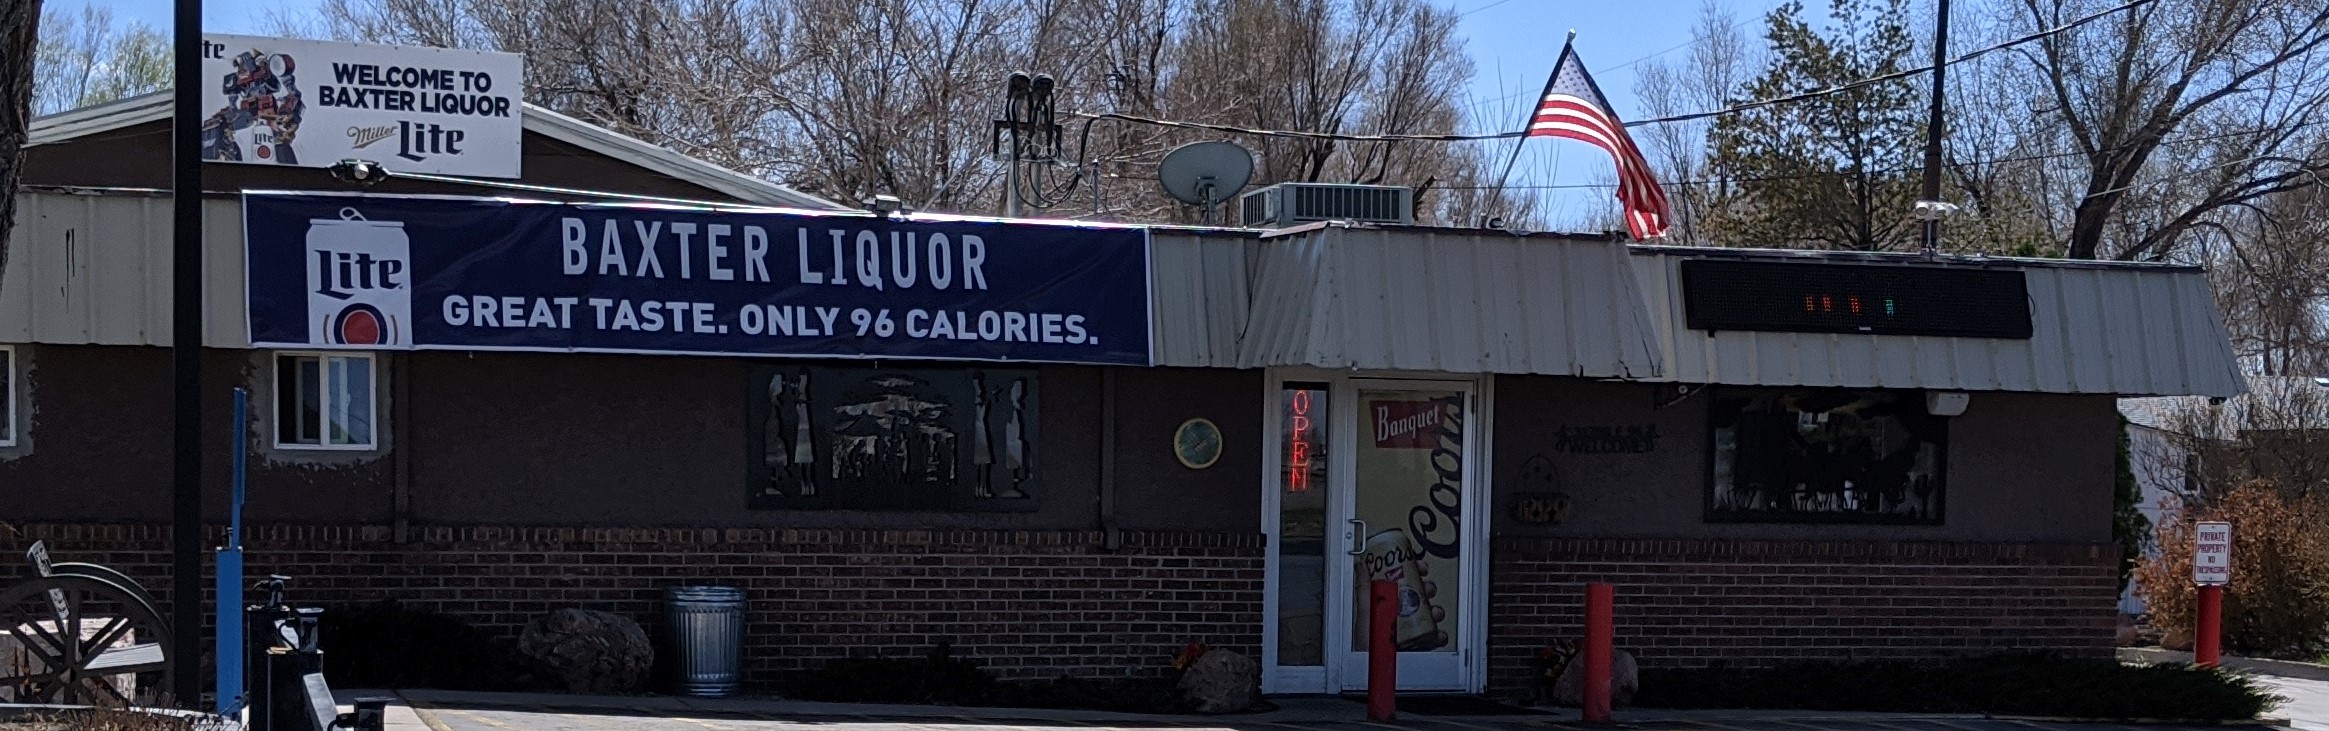 te
WELCOME TO
BAXTER LIQUOR
Miller Lite
Lite
Lite
BAXTER LIQUOR
GREAT TASTE. ONLY 96 CALORIES.
OPEN
Banquet
Coors
Coors
WELCOME
PRIVATE
PROPERTY
NO
TRESPASSING